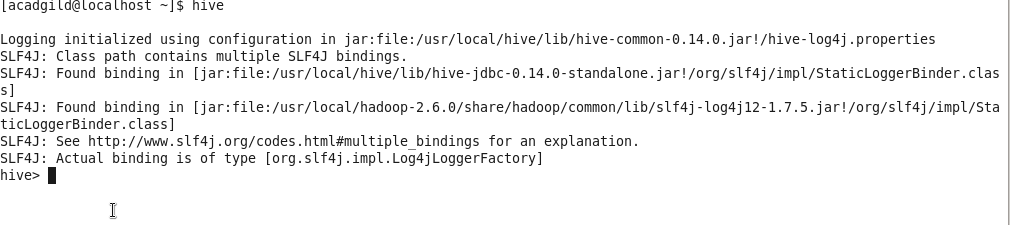 [acadgild@localhost ~]$ hive
Logging initialized using configuration in jar:file:/usr/local/hive/lib/hive-common-0.14.0.jar!/hive-log4j.properties
SLF4J: Class path contains multiple SLF4J bindings.
SLF4J: Found binding in [jar:file:/usr/local/hive/lib/hive-jdbc-0.14.0-standalone.jar!/org/slf4j/impl/StaticLoggerBinder.clas
s]
SLF4J: Found binding in [jar:file:/usr/local/hadoop-2.6.0/share/hadoop/common/lib/slf4j-log4j12-1.7.5.jar!/org/slf4j/impl/Sta
ticLoggerBinder.class]
SLF4J: See http://www.slf4j.org/codes.html#multiple_bindings for an explanation.
SLF4J: Actual binding is of type [org.slf4j.impl.Log4jLoggerFactory]
hive>